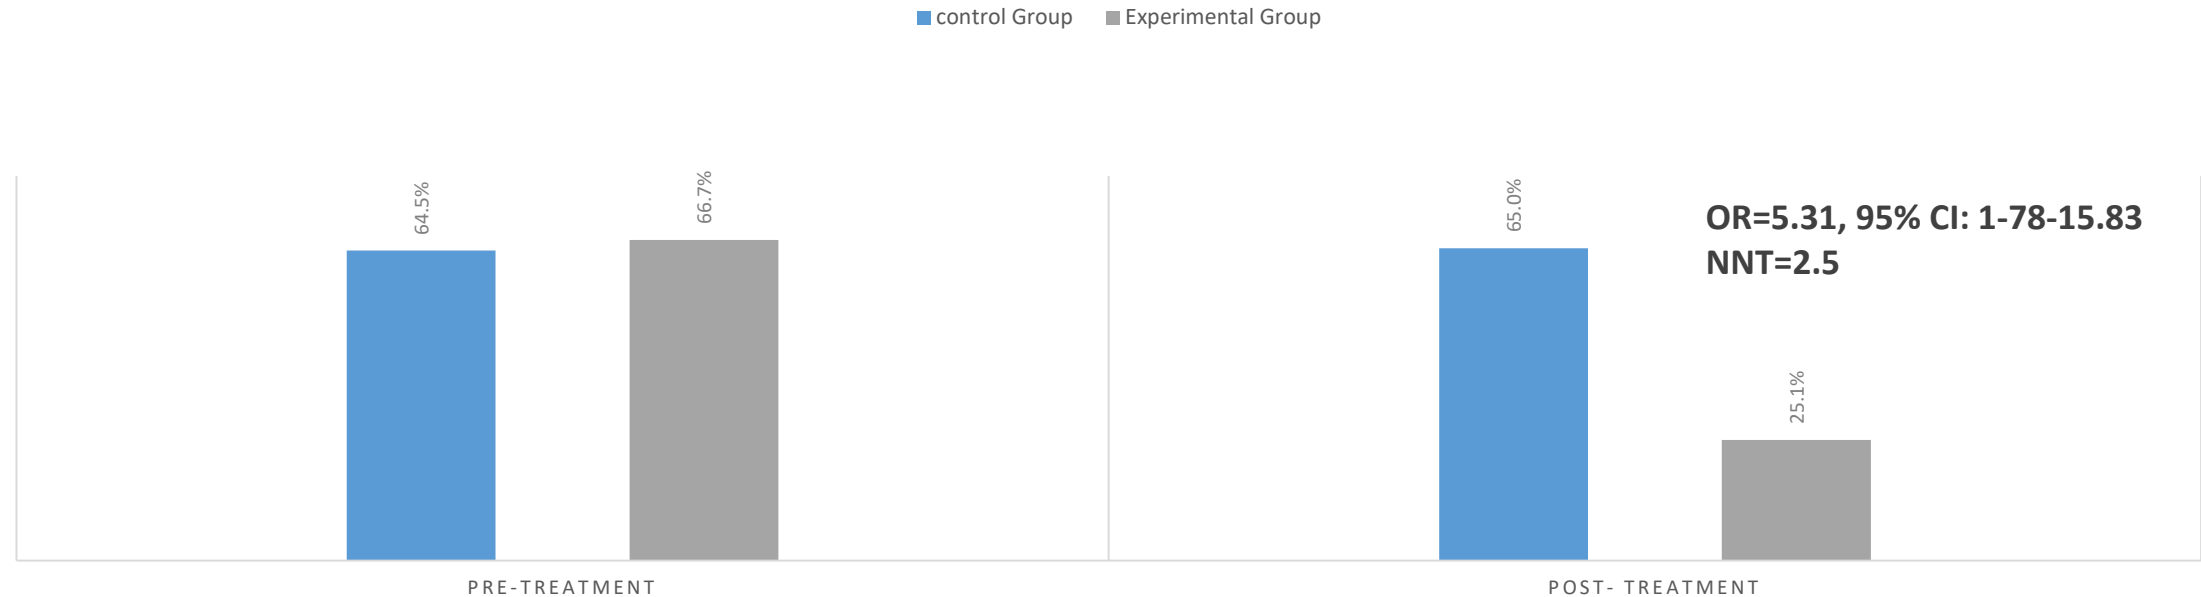 control Group Experimental Group
64.5%
66.7%
65.0%
25.1%
OR=5.31, 95% CI: 1-78-15.83
NNT=2.5
PRE-TREATMENT
POST- TREATMENT